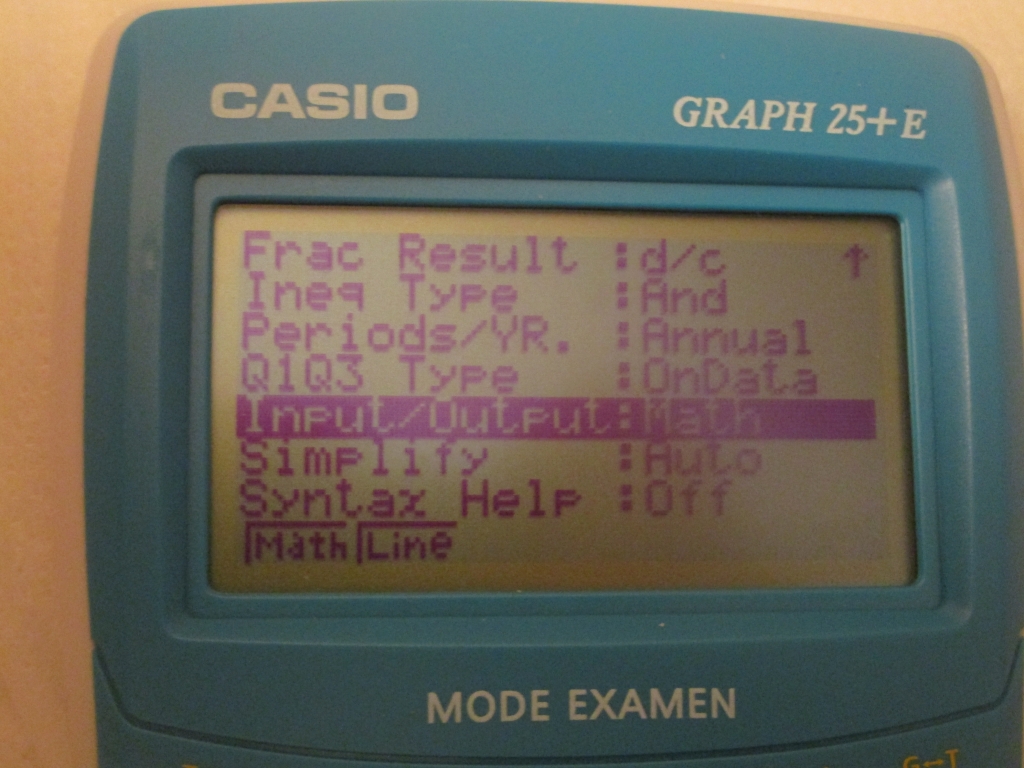 CASIO
GRAPH 25+E
Frac Result :d/c ↑
Ineq Type :And
Periods/YR. :Annual
Q1Q3 Type :OnData
Input/Output:Math
Simplify :Auto
Syntax Help :Off
Math Line
MODE EXAMEN
G↔T